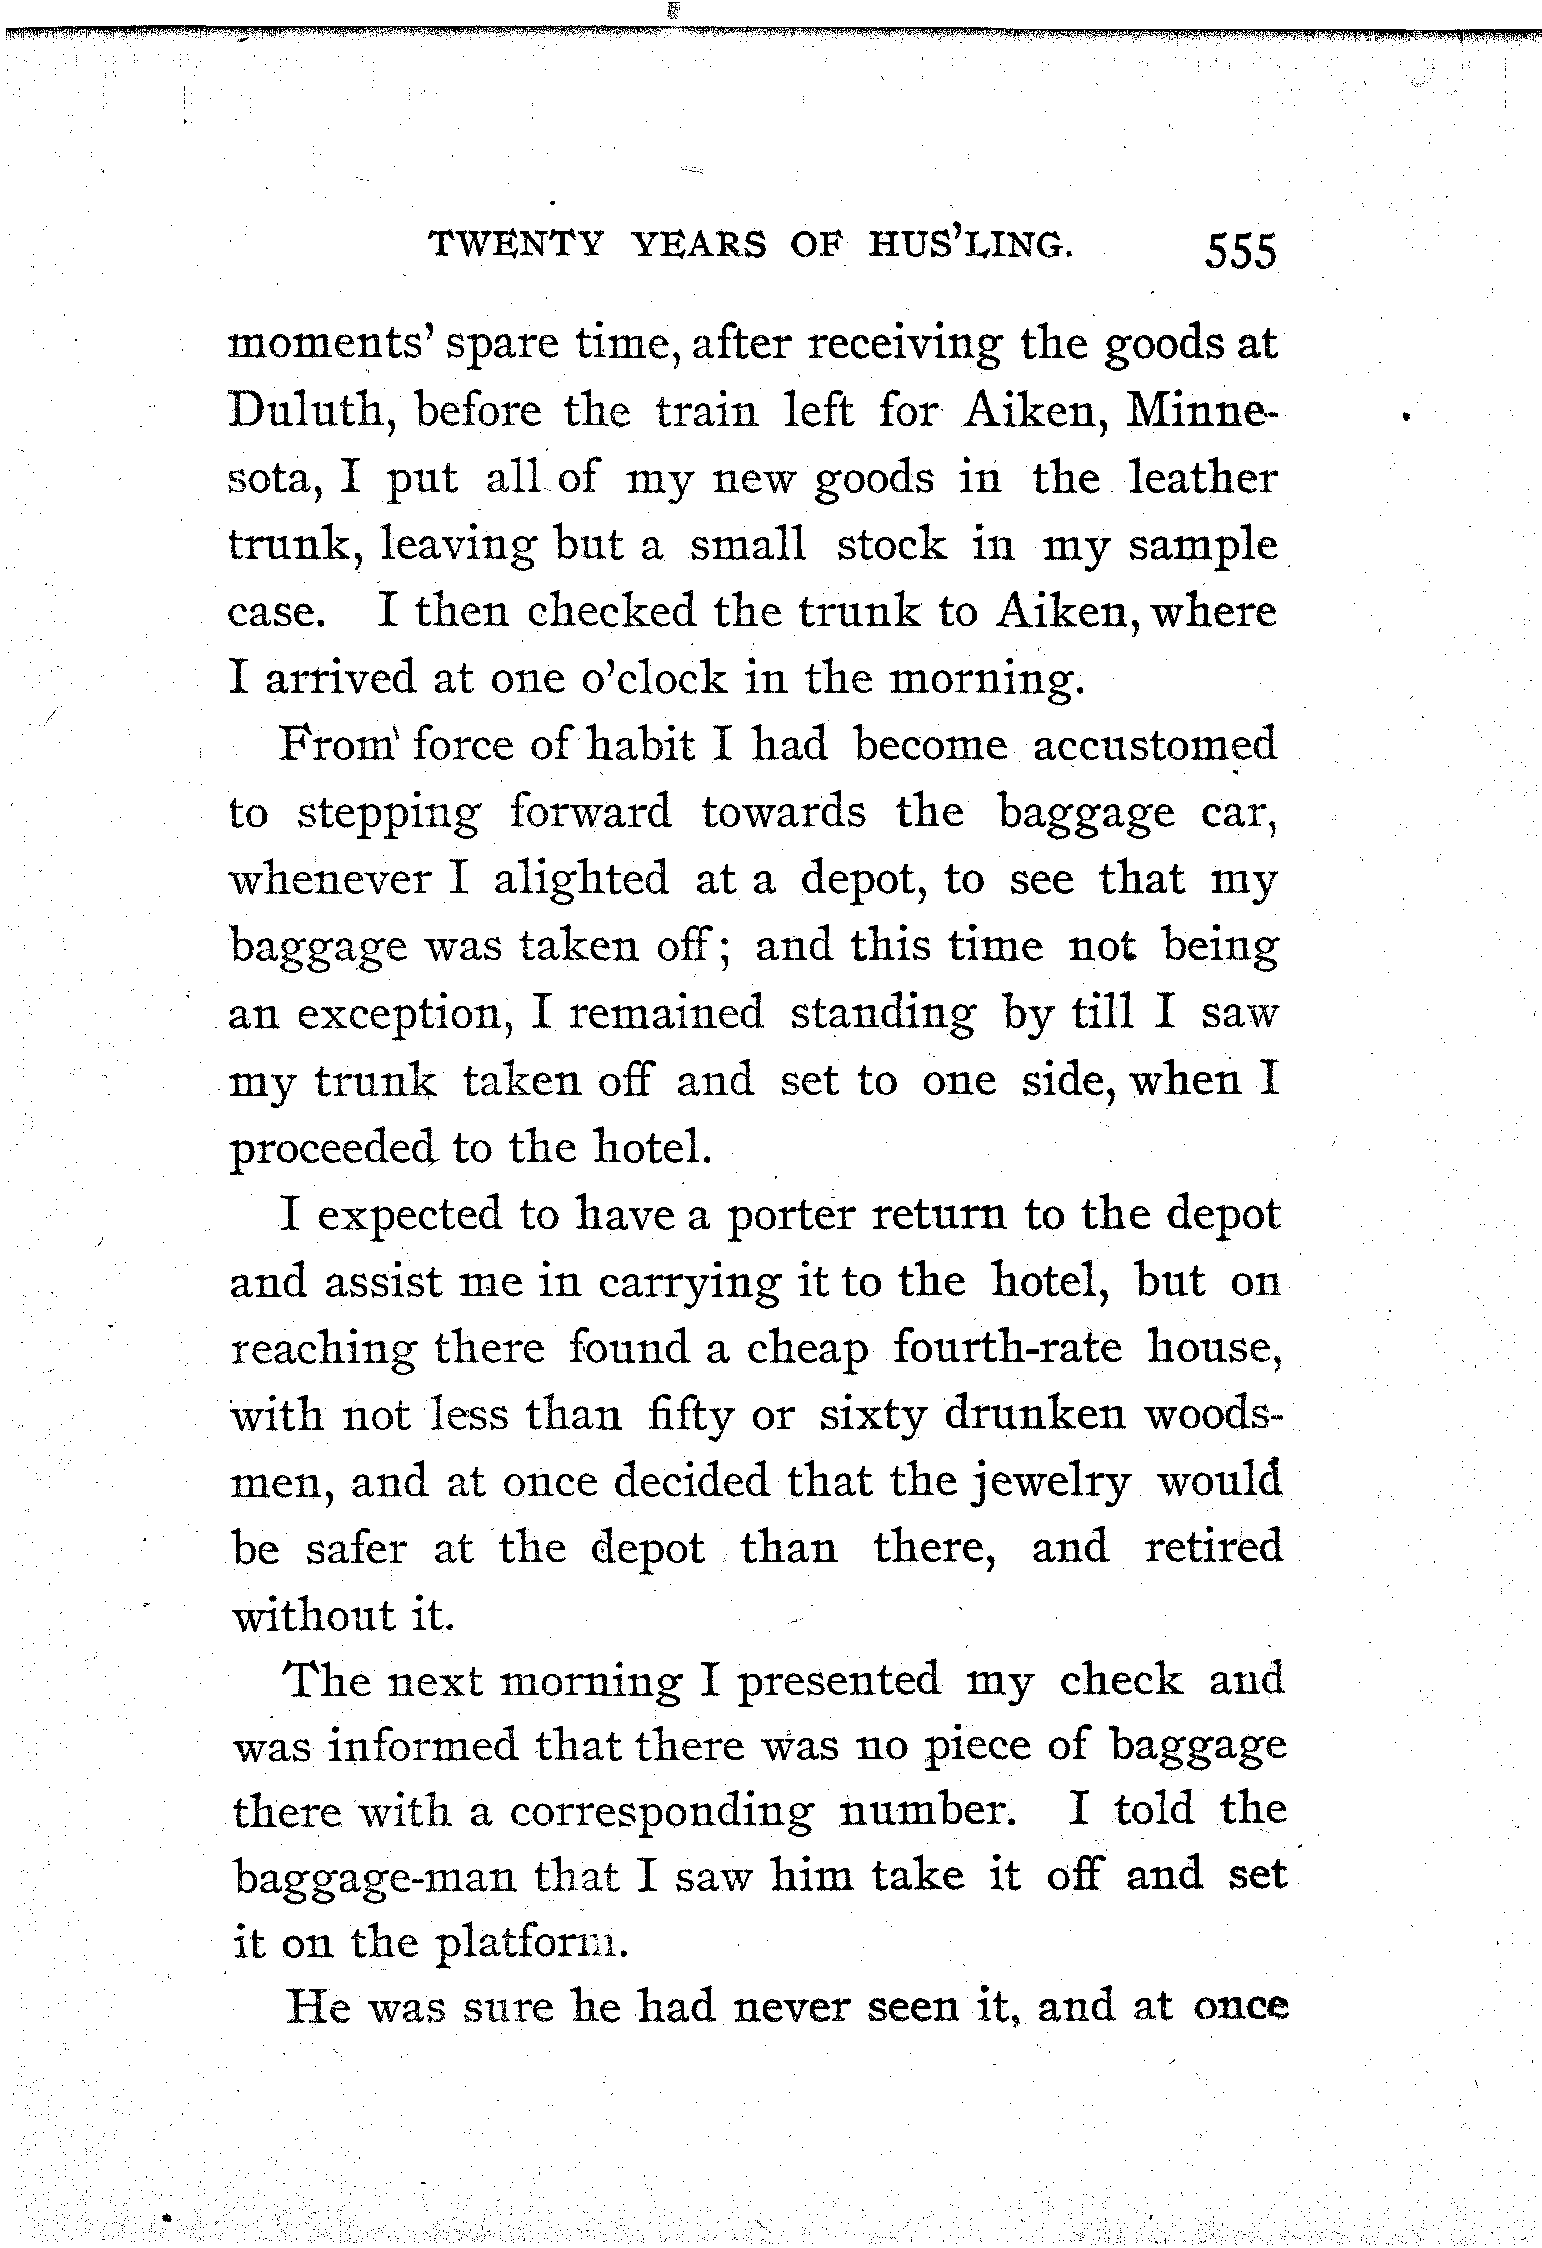 TWENTY YEARS OF HUS'LING. 555
moments' spare time, after receiving the goods at
Duluth, before the train left for Aiken, Minne-
sota, I put all of my new goods in the leather
trunk, leaving but a small stock in my sample
case. I then checked the trunk to Aiken, where
I arrived at one o'clock in the morning.
From force of habit I had become accustomed
to stepping forward towards the baggage car,
whenever I alighted at a depot, to see that my
baggage was taken off; and this time not being
an exception, I remained standing by till I saw
my trunk taken off and set to one side, when I
proceeded to the hotel.
I expected to have a porter return to the depot
and assist me in carrying it to the hotel, but on
reaching there found a cheap fourth-rate house,
with not less than fifty or sixty drunken woods-
men, and at once decided that the jewelry would
be safer at the depot than there, and retired
without it.
The next morning I presented my check and
was informed that there was no piece of baggage
there with a corresponding number. I told the
baggage-man that I saw him take it off and set
it on the platform.
He was sure he had never seen it, and at once